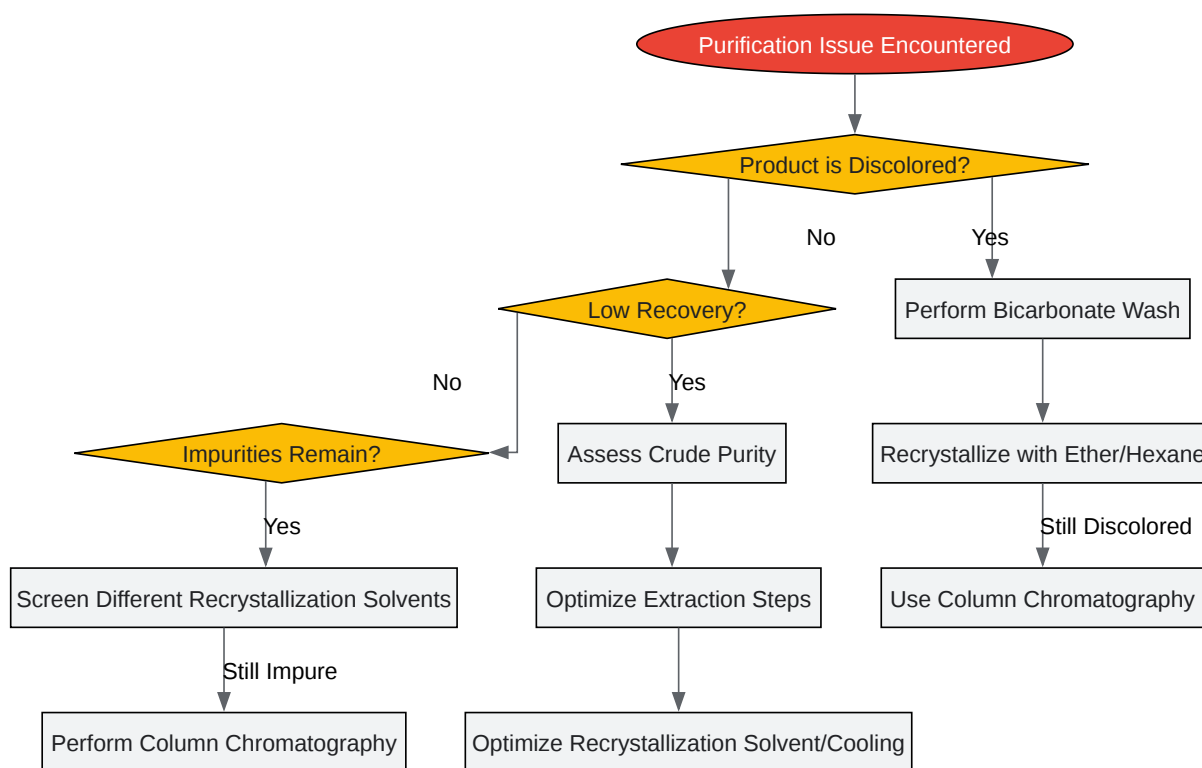 Purification Issue Encountered
Product is Discolored?
No
Yes
Low Recovery?
Perform Bicarbonate Wash
No
Yes
Impurities Remain?
Assess Crude Purity
Recrystallize with Ether/Hexane
Yes
Still Discolored
Screen Different Recrystallization Solvents
Optimize Extraction Steps
Use Column Chromatography
Still Impure
Perform Column Chromatography
Optimize Recrystallization Solvent/Cooling